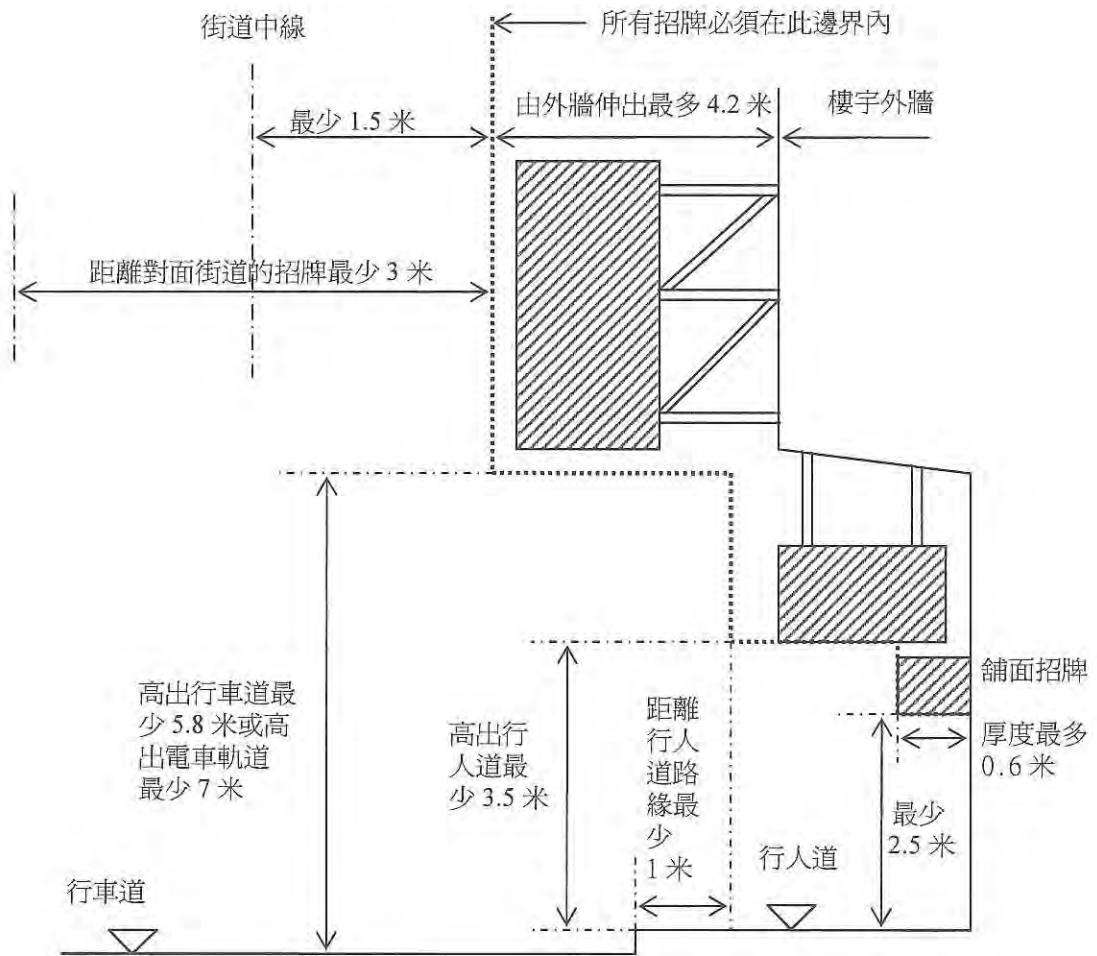 街道中線
所有招牌必須在此邊界內
最少 1.5 米
由外牆伸出最多 4.2 米
樓宇外牆
距離對面街道的招牌最少 3 米
高出行車道最
少 5.8 米或高
出電車軌道
最少 7 米
高出行
人道最
少 3.5 米
距離
行人
道路
緣最
少
1 米
舖面招牌
厚度最多
0.6 米
最少
2.5 米
行人道
行車道